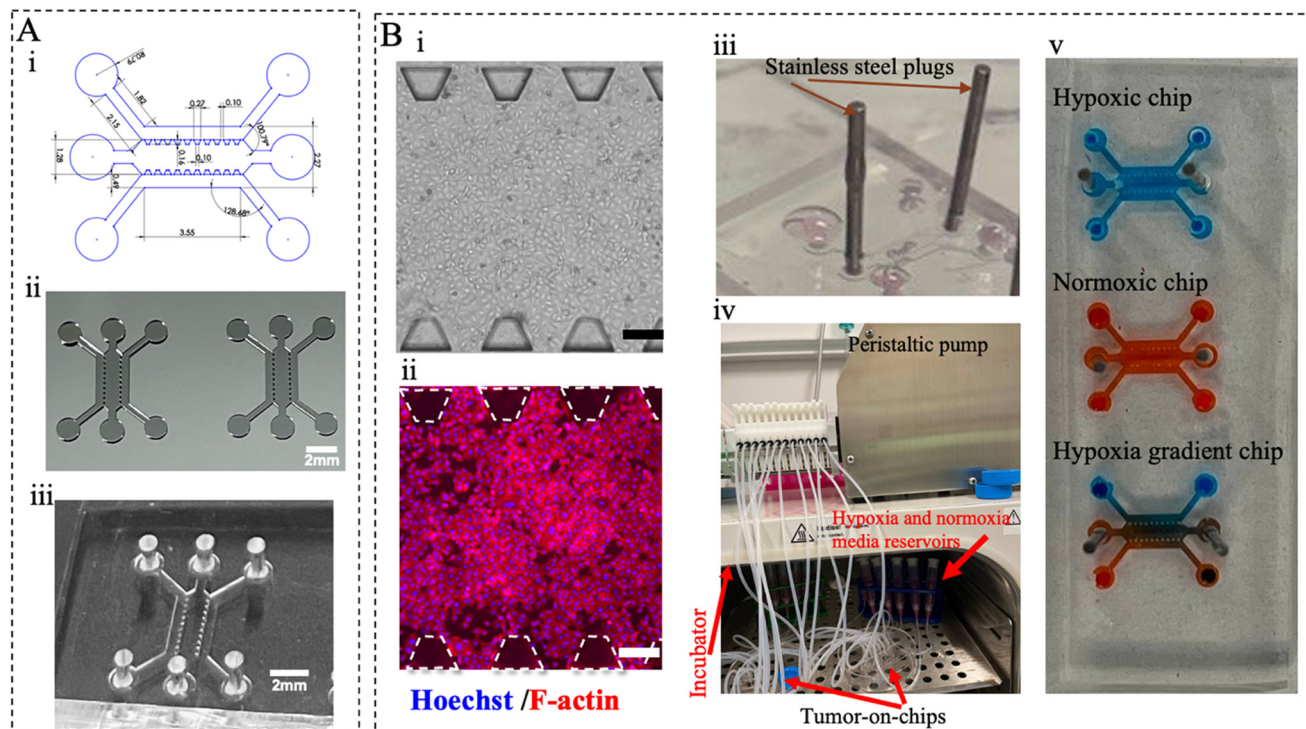 A
i
Ø0.79
1.82
2.15
0.27
0.10
100.79°
1.28
0.16
0.10
2.27
0.49
128.68°
3.55
ii
2mm
iii
2mm
B
i
ii
Hoechst /F-actin
iii
Stainless steel plugs
iv
Peristaltic pump
Hypoxia and normoxia
media reservoirs
Incubator
Tumor-on-chips
v
Hypoxic chip
Normoxic chip
Hypoxia gradient chip